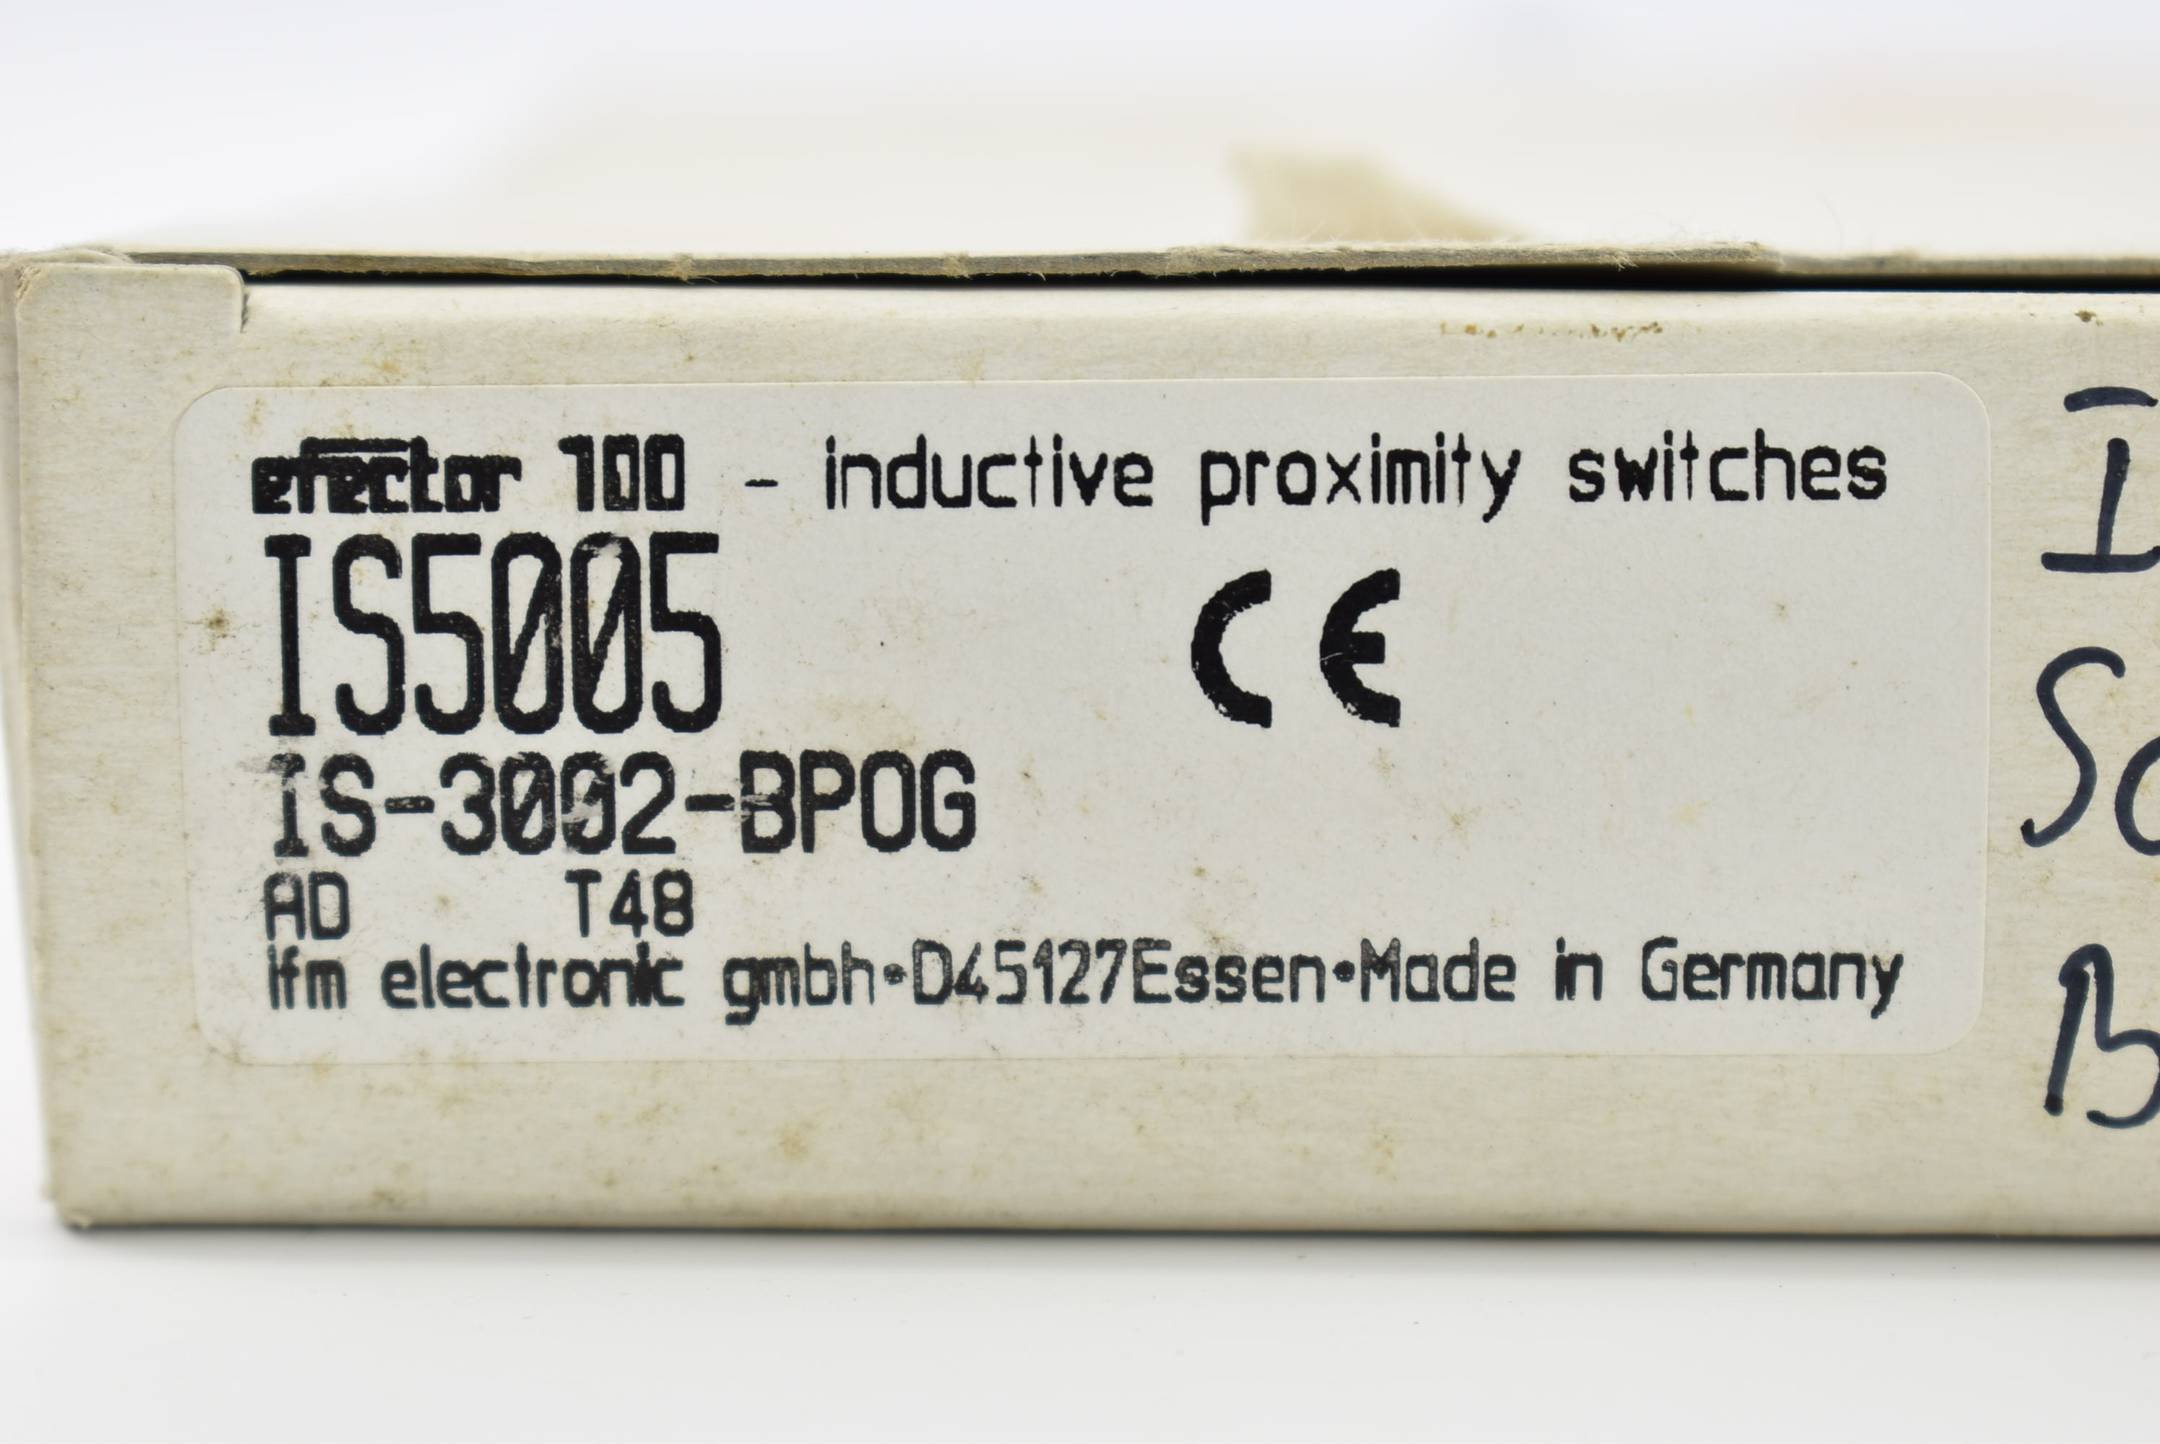 efector 100 - inductive proximity switches
IS5005
CE
IS-3002-BPOG
AD T48
ifm electronic gmbh•D45127Essen•Made in Germany